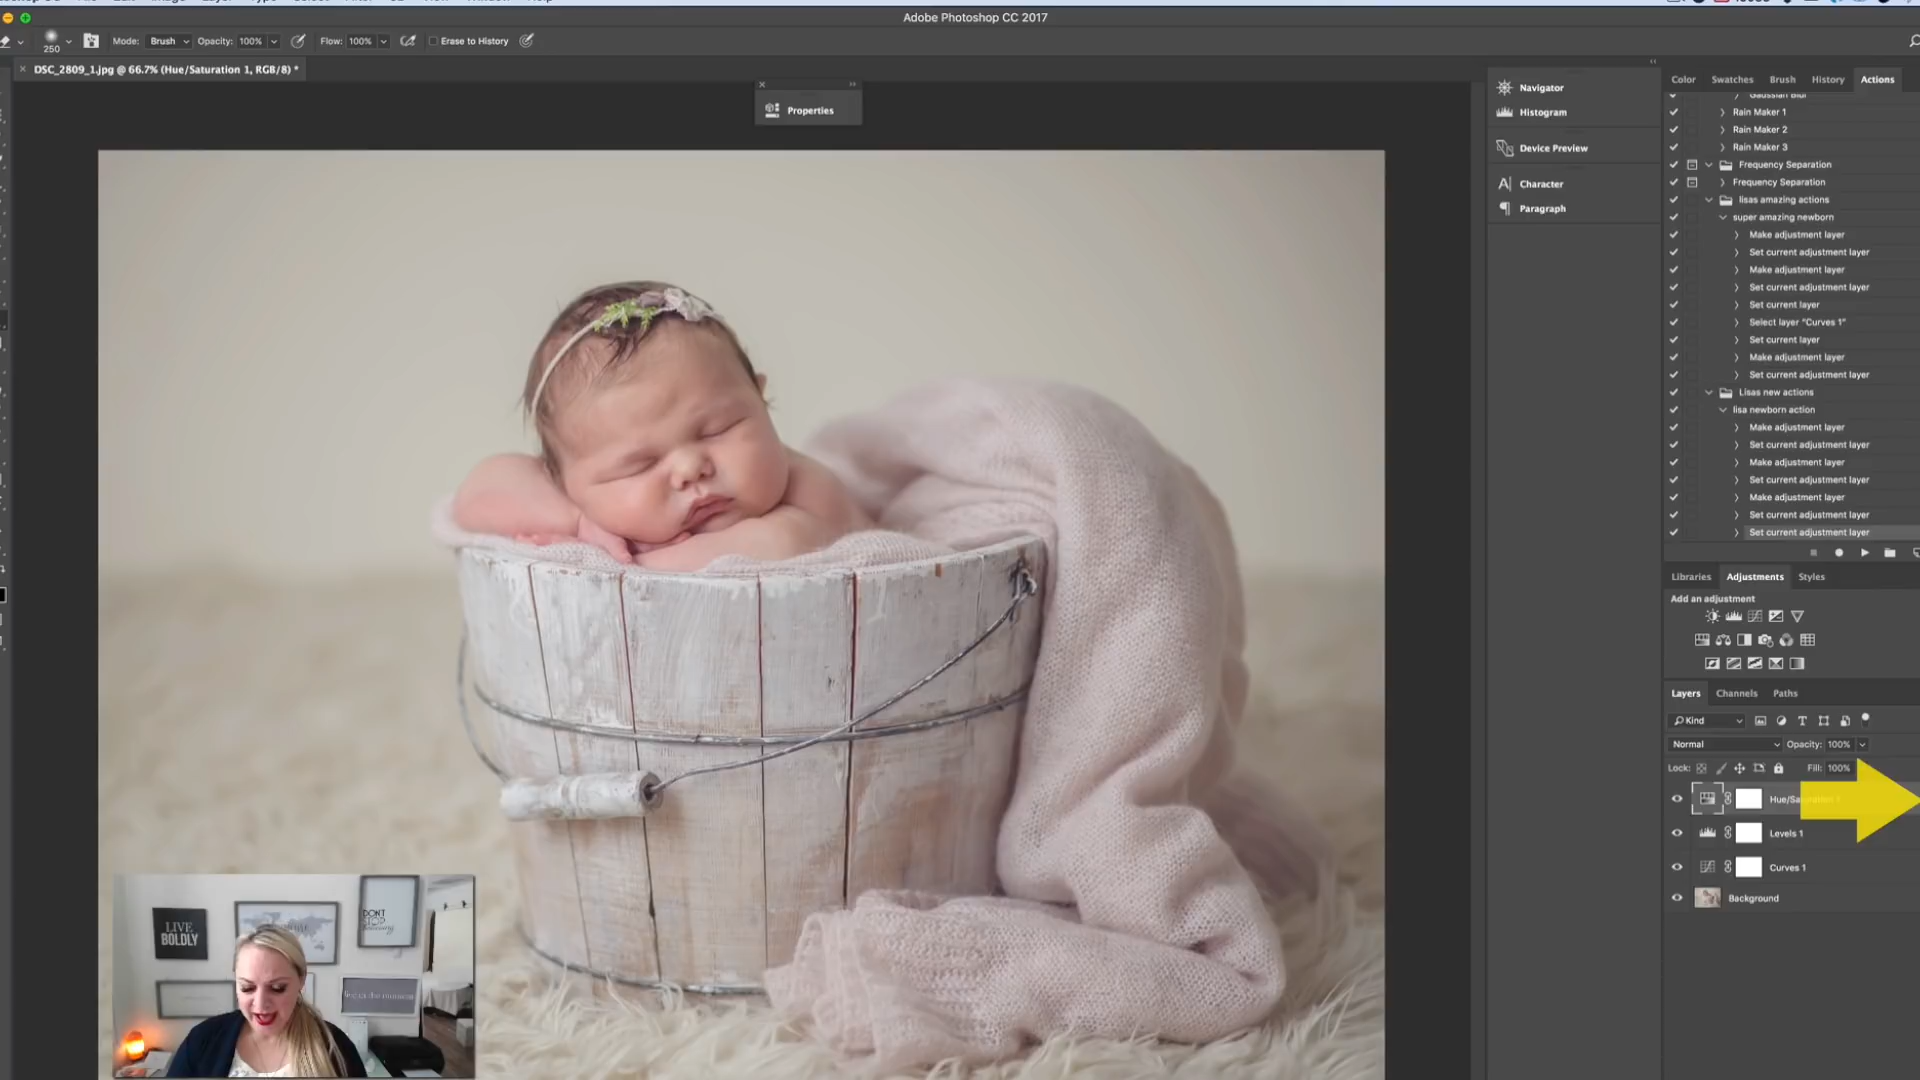 Adobe Photoshop CC 2017
250
Mode: Brush Opacity: 100% Flow: 100% Erase to History
× DSC_2809_1.jpg @ 66.7% (Hue/Saturation 1, RGB/8) *
Properties
Navigator
Histogram
Device Preview
Character
Paragraph
Color Swatches Brush History Actions
Gaussian Blur
Rain Maker 1
Rain Maker 2
Rain Maker 3
Frequency Separation
Frequency Separation
lisas amazing actions
super amazing newborn
Make adjustment layer
Set current adjustment layer
Make adjustment layer
Set current adjustment layer
Set current layer
Select layer "Curves 1"
Set current layer
Make adjustment layer
Set current adjustment layer
Lisas new actions
lisa newborn action
Make adjustment layer
Set current adjustment layer
Make adjustment layer
Set current adjustment layer
Make adjustment layer
Set current adjustment layer
Set current adjustment layer
Libraries Adjustments Styles
Add an adjustment
Layers Channels Paths
Kind
Normal Opacity: 100%
Lock: Fill: 100%
Hue/Saturation 1
Levels 1
Curves 1
Background
LIVE
BOLDLY
DON'T
STOP